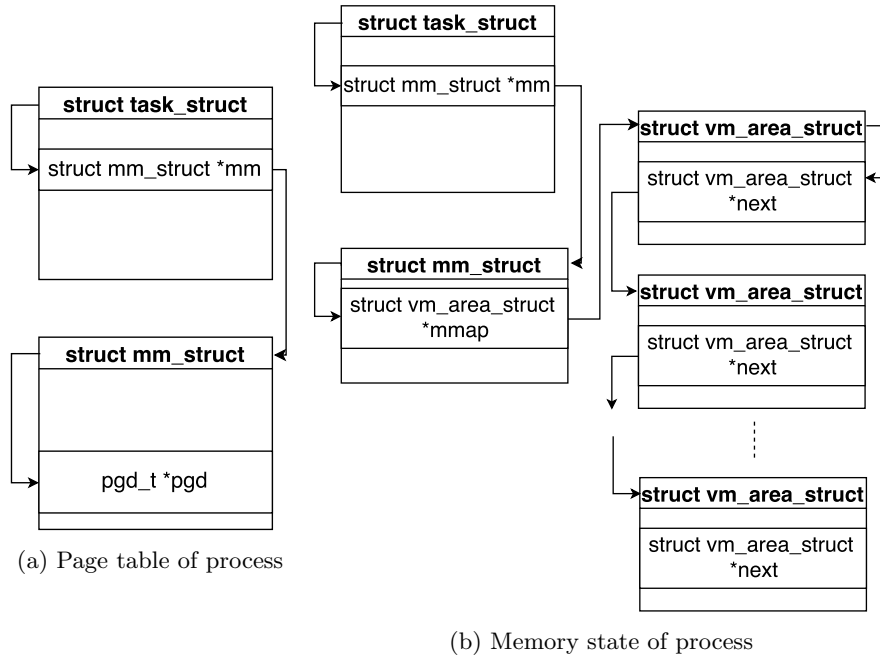 struct task_struct
struct mm_struct *mm
struct mm_struct
pgd_t *pgd
(a) Page table of process
struct task_struct
struct mm_struct *mm
struct mm_struct
struct vm_area_struct
*mmap
struct vm_area_struct
struct vm_area_struct
*next
struct vm_area_struct
struct vm_area_struct
*next
struct vm_area_struct
struct vm_area_struct
*next
(b) Memory state of process